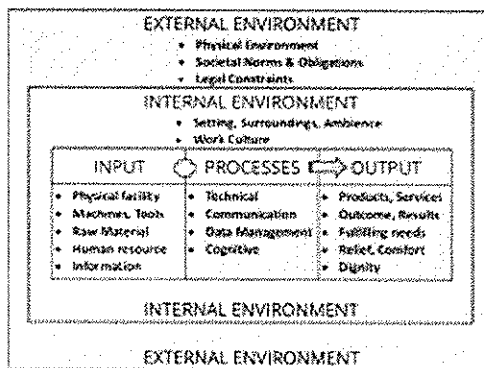 EXTERNAL ENVIRONMENT
• Physical Environment
• Societal Norms & Obligations
• Legal Constraints
INTERNAL ENVIRONMENT
• Setting, Surroundings, Ambience
• Work Culture
INPUT PROCESSES OUTPUT
• Physical facility
• Machines, Tools
• Raw Material
• Human resource
• Information
• Technical
• Communication
• Data Management
• Cognitive
• Products, Services
• Outcome, Results
• Fulfilling needs
• Relief, Comfort
• Dignity
INTERNAL ENVIRONMENT
EXTERNAL ENVIRONMENT